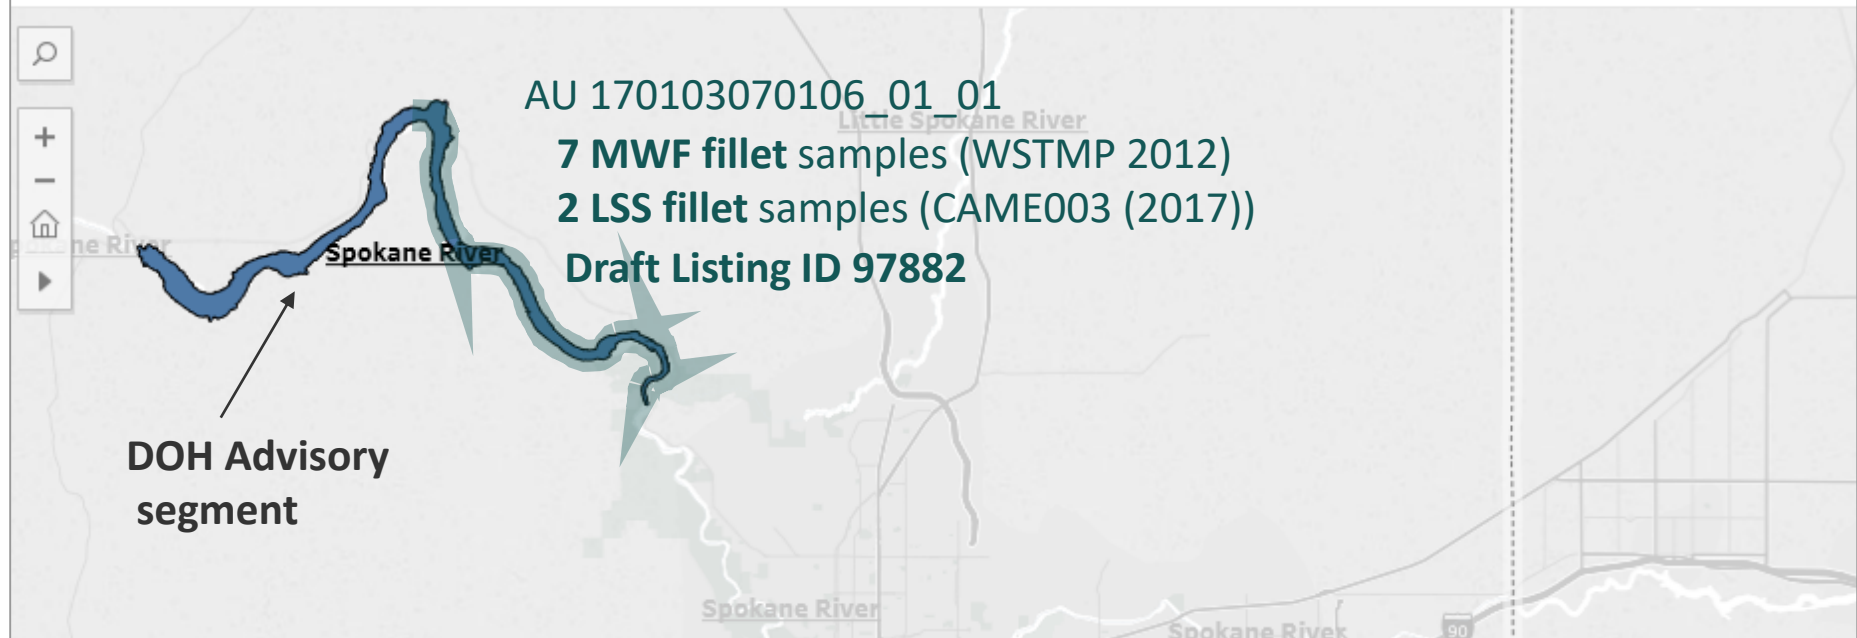 AU 170103070106_01_01
Little Spokane River
7 MWF fillet samples (WSTMP 2012)
2 LSS fillet samples (CAME003 (2017))
Spokane River
Spokane River
Draft Listing ID 97882
DOH Advisory
segment
Spokane River
Spokane River
90